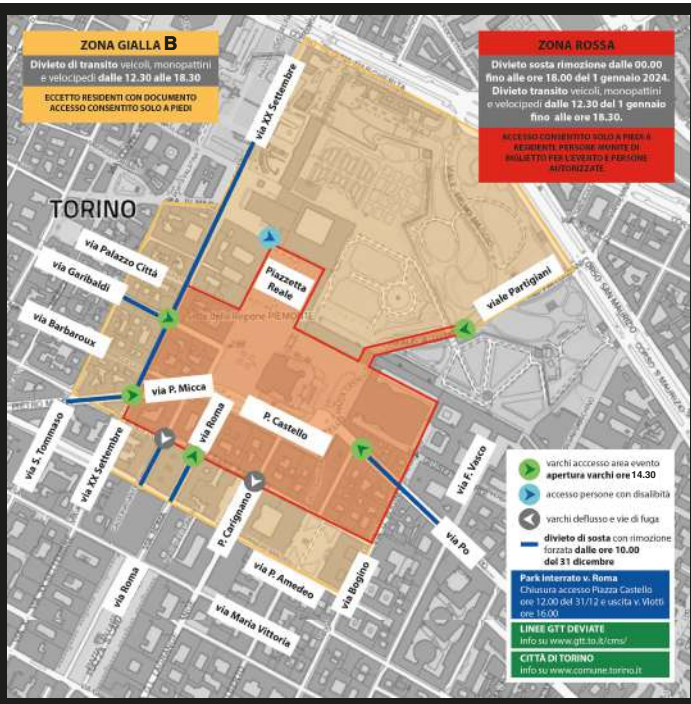 ZONA GIALLA B
Divieto di transito veicoli, monopattini
e velocipedi dalle 12.30 alle 18.30
ECCETTO RESIDENTI CON DOCUMENTO
ACCESSO CONSENTITO SOLO A PIEDI
ZONA ROSSA
Divieto sosta rimozione dalle 00.00
fino alle ore 18.00 del 1 gennaio 2024.
Divieto transito veicoli, monopattini
e velocipedi dalle 12.30 del 1 gennaio
fino alle ore 18.30.
ACCESSO CONSENTITO SOLO A PIEDI A
RESIDENTI, PERSONE MUNITE DI
BIGLIETTO PER L'EVENTO E PERSONE
AUTORIZZATE
via XX Settembre
TORINO
via Palazzo Città
via Garibaldi
via Barbaroux
Piazzetta
Reale
viale Partigiani
CORSO SAN MAURIZIO
via P. Micca
via S. Tommaso
via XX Settembre
via Roma
P. Castello
P. Carignano
via F. Vasco
via Po
via P. Amedeo
via Bogino
via Roma
via Maria Vittoria
varchi acccesso area evento
apertura varchi ore 14.30
accesso persone con disalibità
varchi deflusso e vie di fuga
divieto di sosta con rimozione
forzata dalle ore 10.00
del 31 dicembre
Park interrato v. Roma
Chiusura accesso Piazza Castello
ore 12.00 del 31/12 e uscita v. Viotti
ore 16.00
LINEE GTT DEVIATE
info su www.gtt.to.it/cms/
CITTÀ DI TORINO
info su www.comune.torino.it